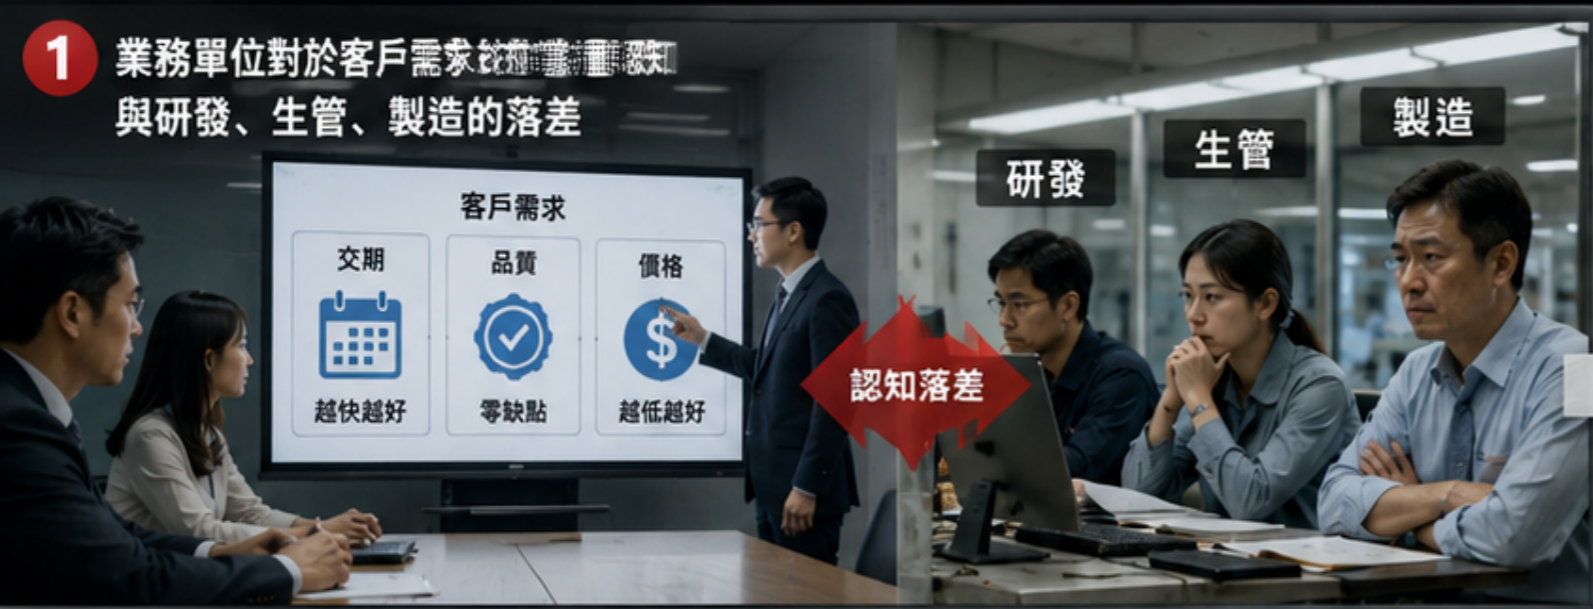 1
業務單位對於客戶需求
與研發、生管、製造的落差
客戶需求
交期
越快越好
品質
零缺點
價格
$
越低越好
認知落差
研發
生管
製造